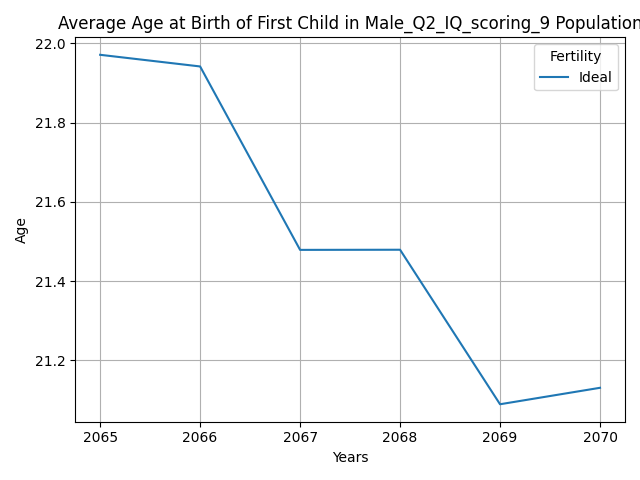 Average Age at Birth of First Child in Male_Q2_IQ_scoring_9 Population
22.0
21.8
21.6
21.4
21.2
Age
Fertility
Ideal
2065 2066 2067 2068 2069 2070
Years